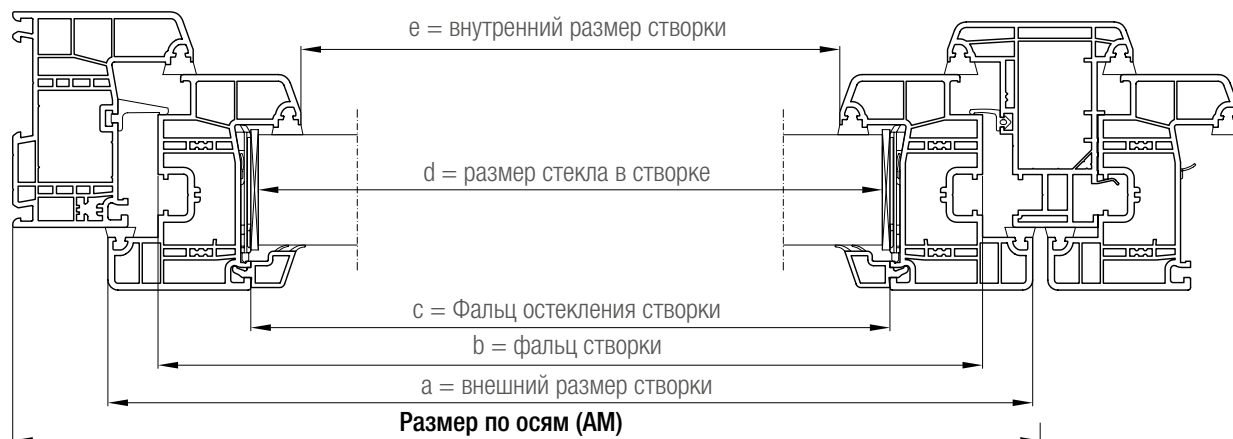 e = внутренний размер створки
d = размер стекла в створке
c = Фальц остекления створки
b = фальц створки
a = внешний размер створки
Размер по осям (AM)